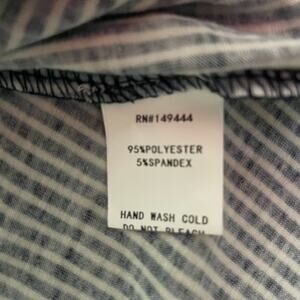 RN#149444
95%POLYESTER
5%SPANDEX
HAND WASH COLD
DO NOT BLEACH